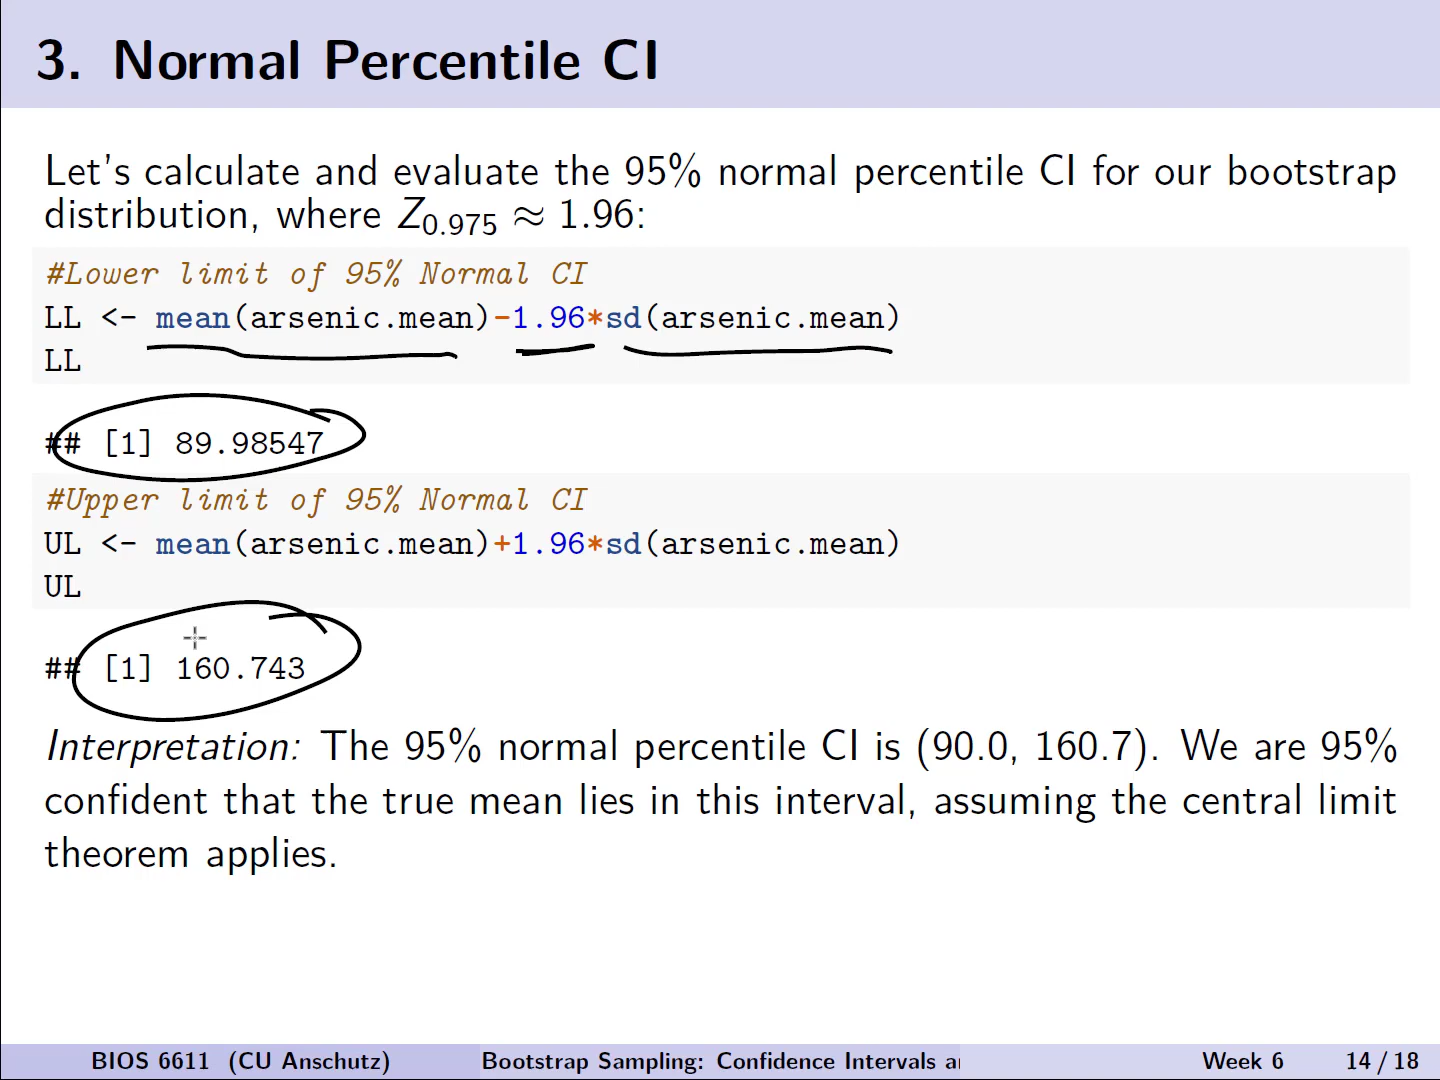 3. Normal Percentile CI
Let's calculate and evaluate the 95% normal percentile CI for our bootstrap
distribution, where Z0.975 ≈ 1.96:
#Lower limit of 95% Normal CI
LL <- mean(arsenic.mean)-1.96*sd(arsenic.mean)
LL
## [1] 89.98547
#Upper limit of 95% Normal CI
UL <- mean(arsenic.mean)+1.96*sd(arsenic.mean)
UL
## [1] 160.743
Interpretation: The 95% normal percentile CI is (90.0, 160.7). We are 95%
confident that the true mean lies in this interval, assuming the central limit
theorem applies.
BIOS 6611 (CU Anschutz) Bootstrap Sampling: Confidence Intervals Week 6 14 / 18